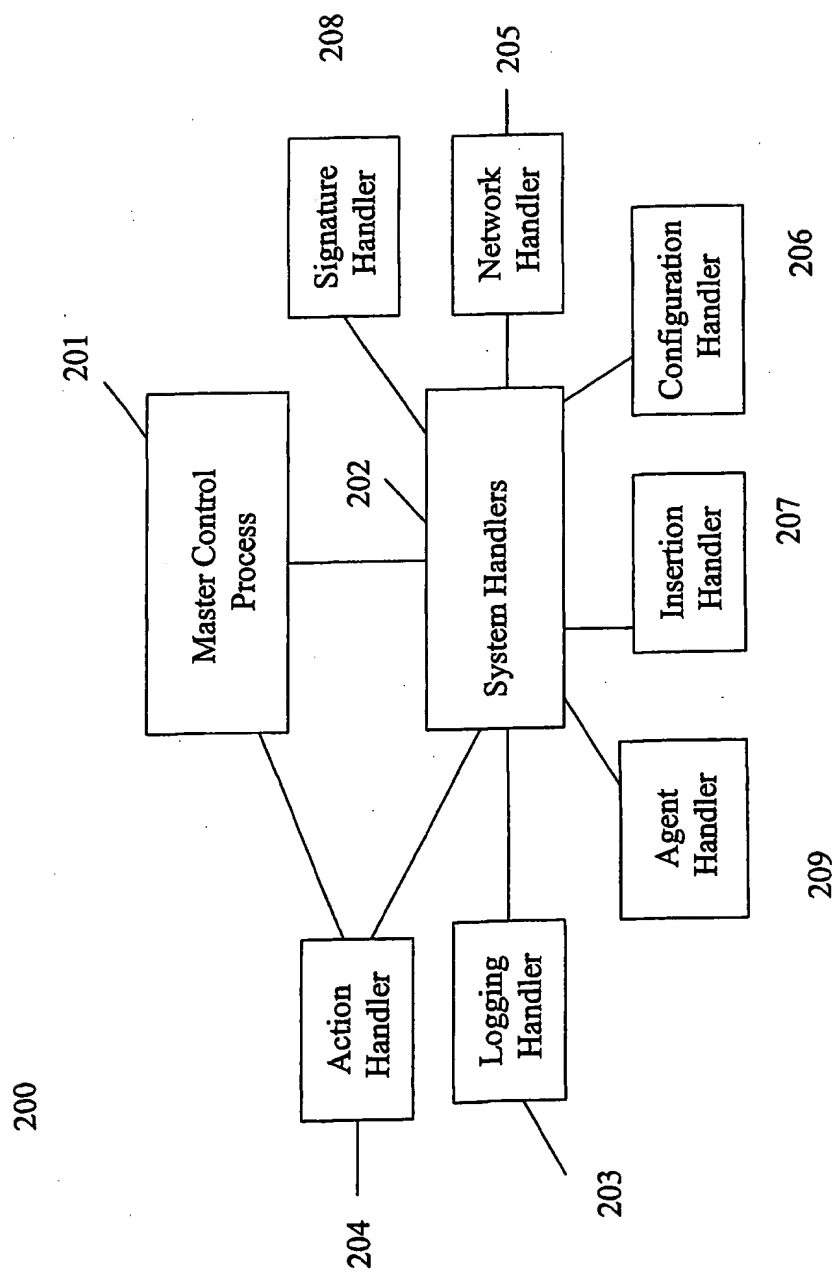 200
201
Master Control
Process
208
Signature
Handler
204
Action
Handler
202
System Handlers
205
Network
Handler
203
Logging
Handler
209
Agent
Handler
207
Insertion
Handler
206
Configuration
Handler